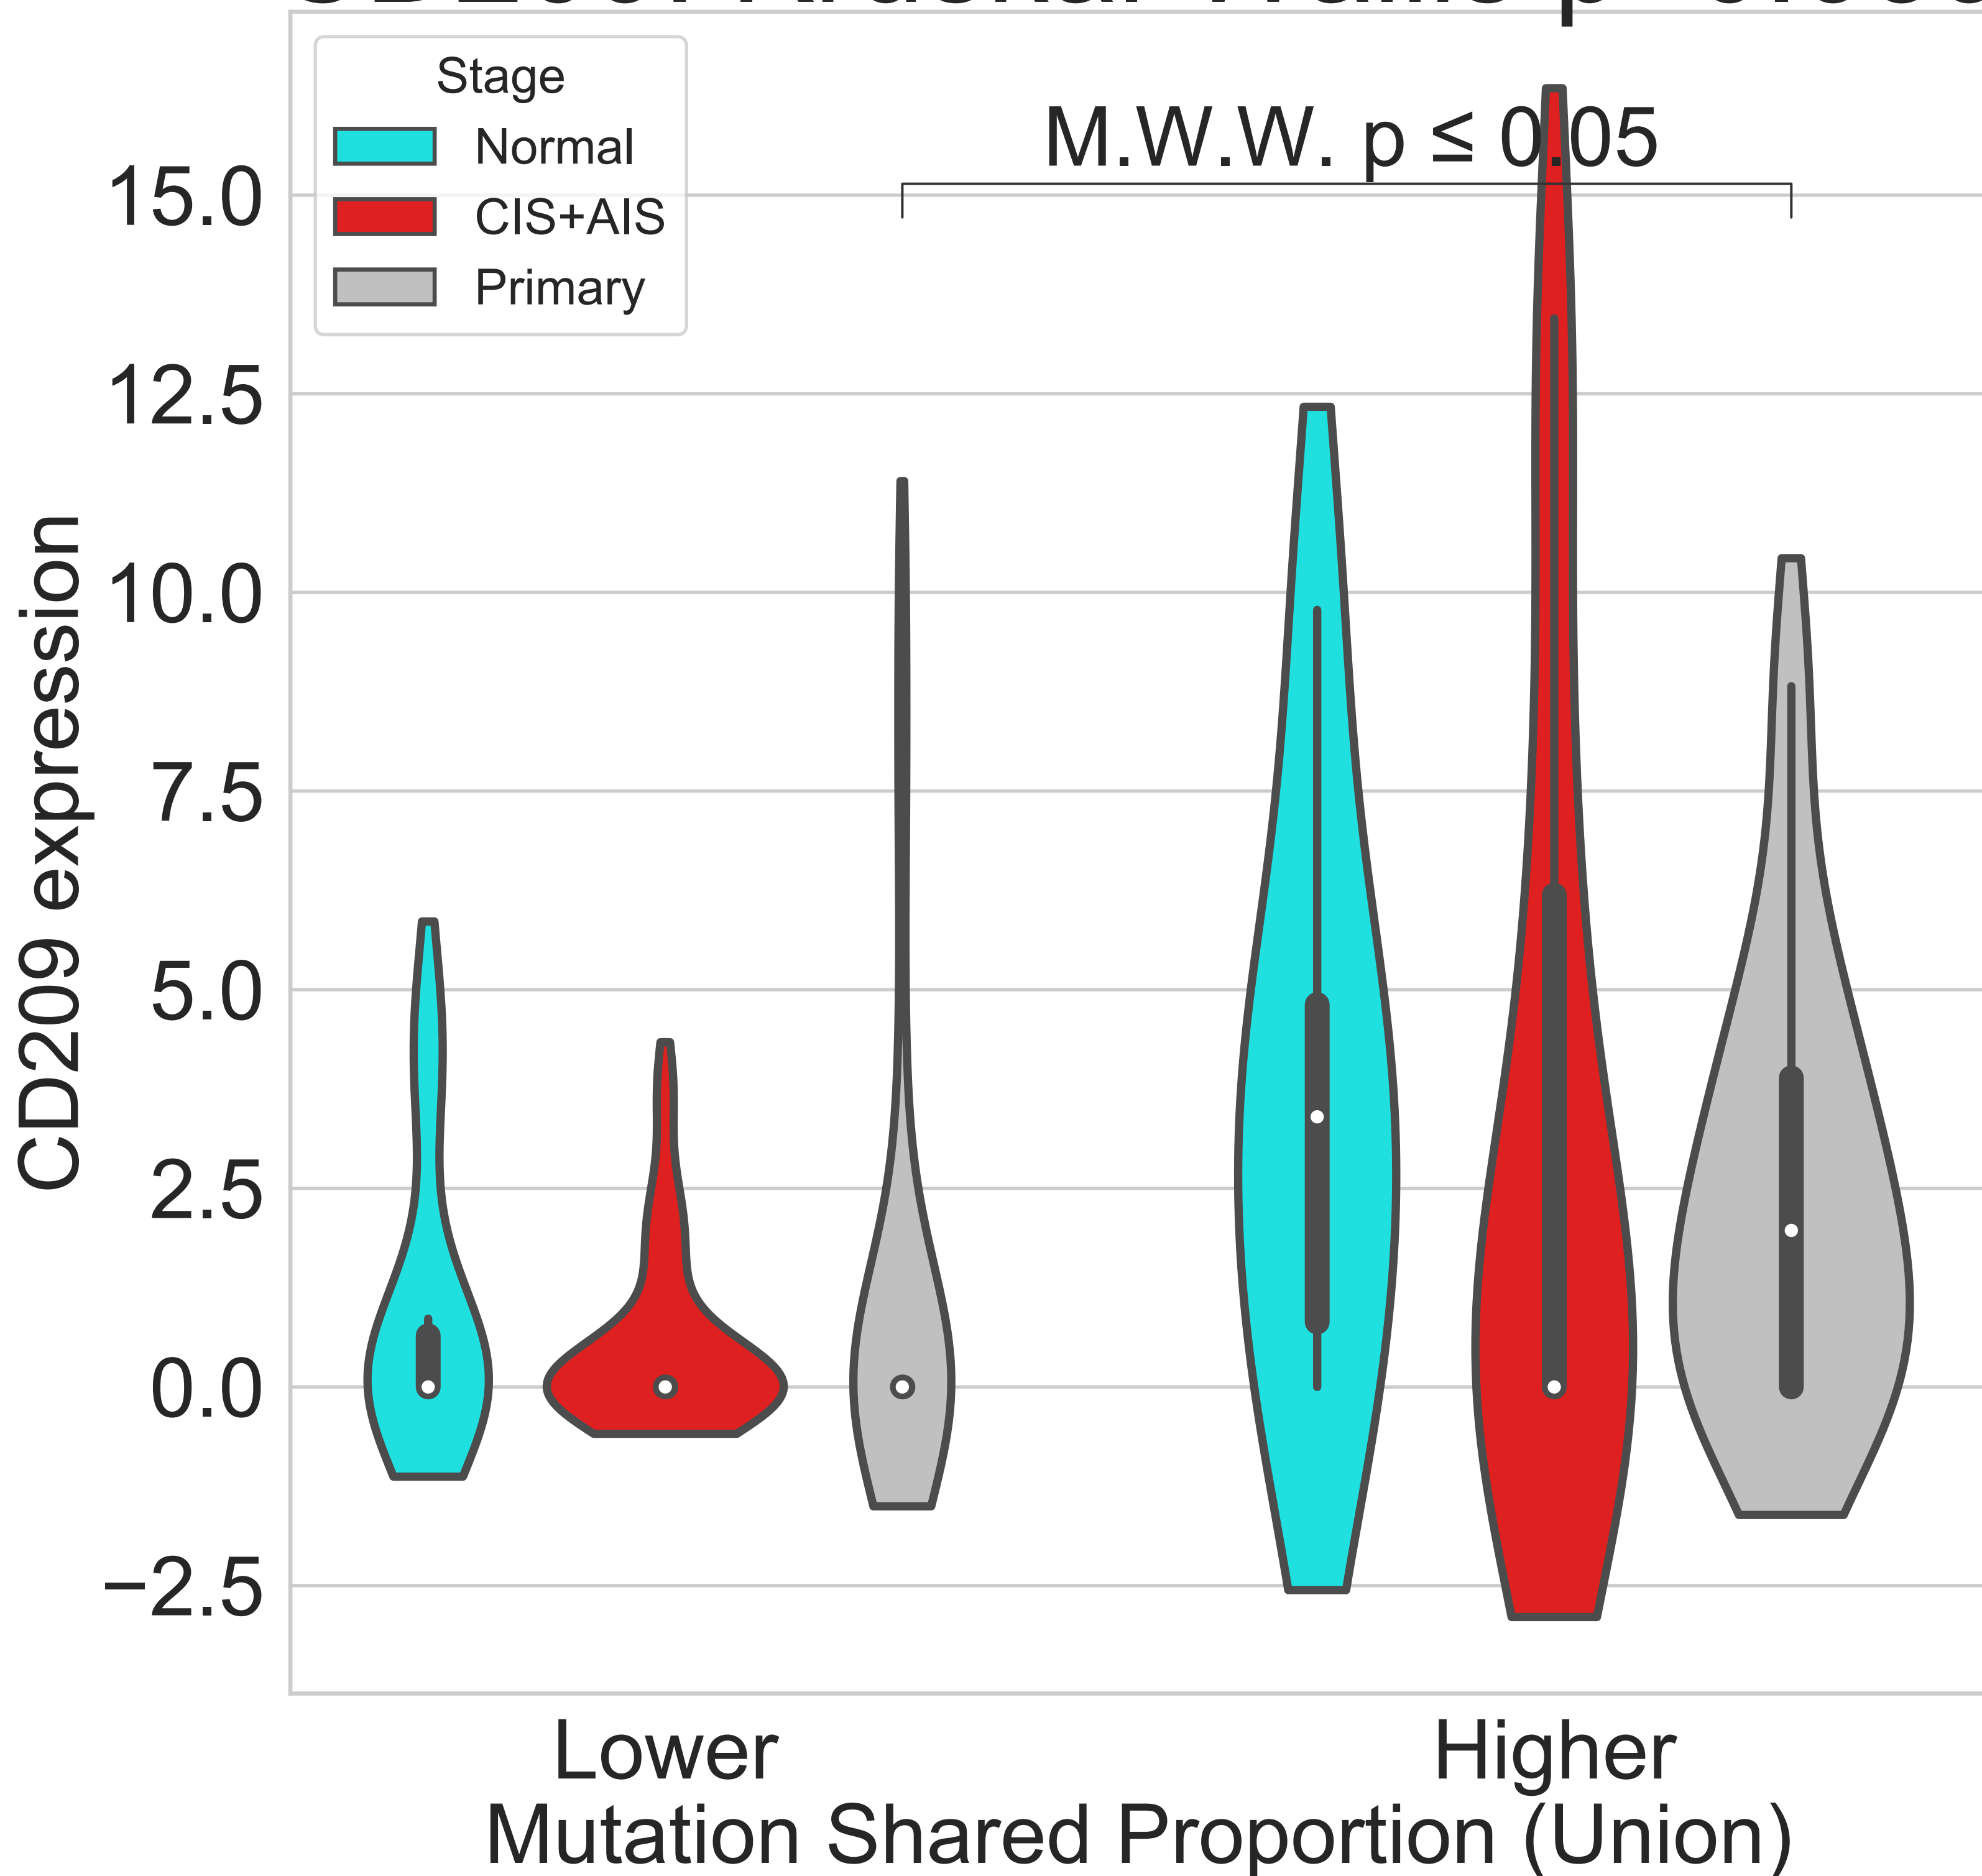 Stage
Normal
CIS+AIS
Primary
M.W.W. p ≤ 0.05
15.0
12.5
10.0
7.5
5.0
2.5
0.0
−2.5
CD209 expression
Lower
Higher
Mutation Shared Proportion (Union)